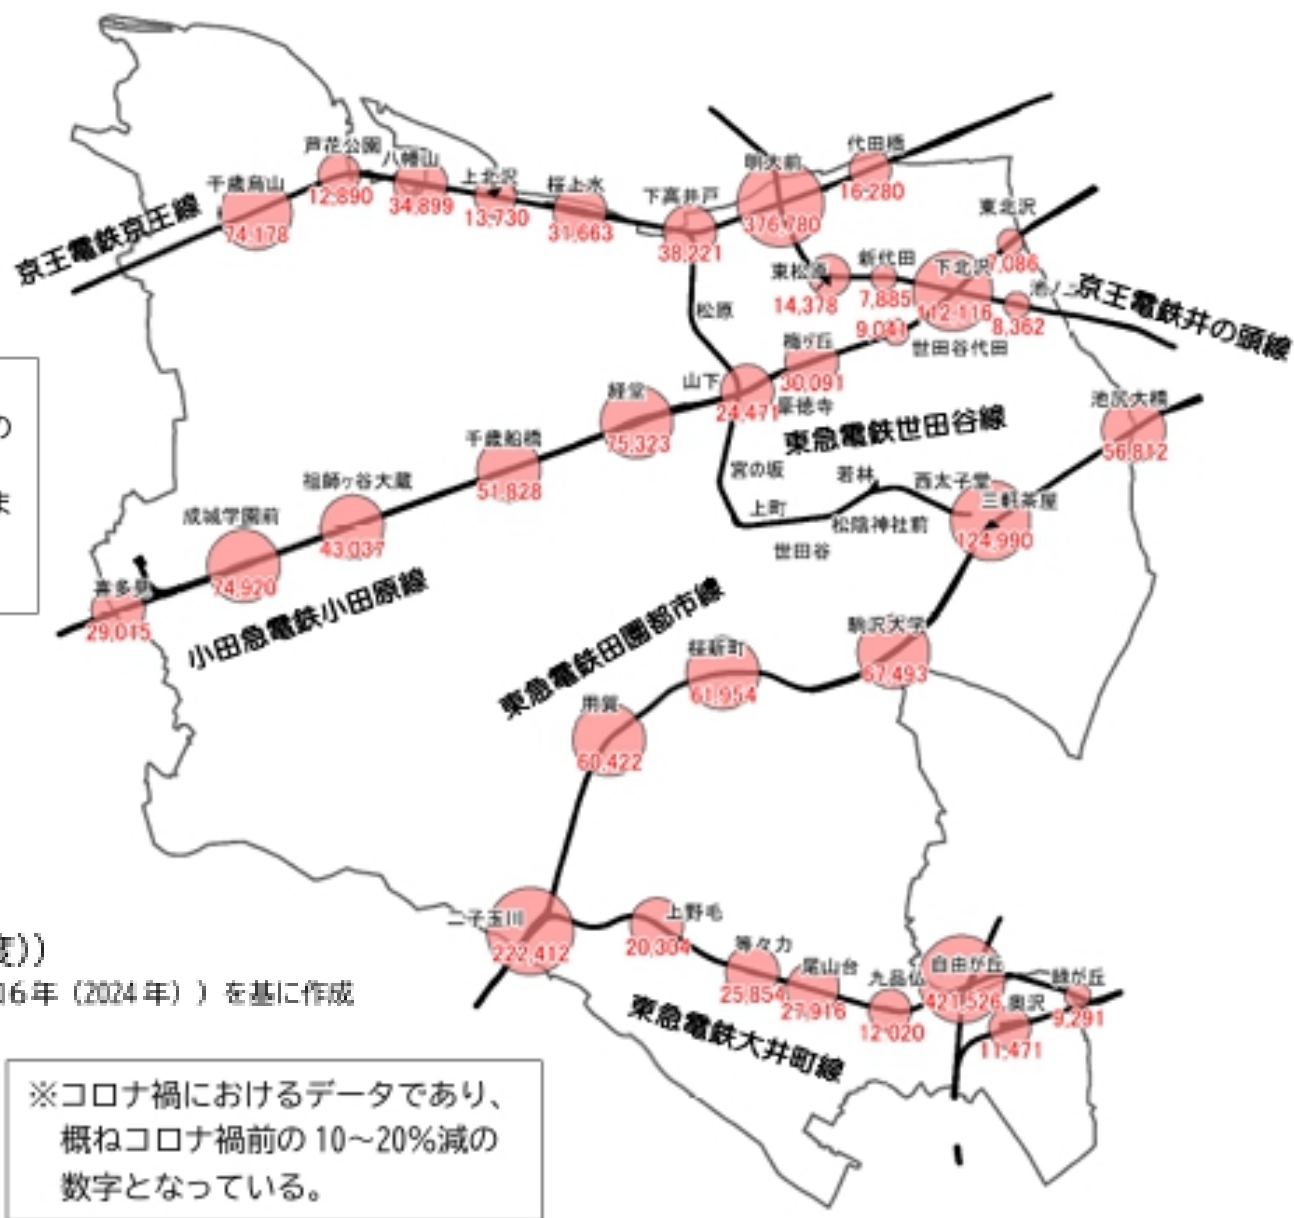 芦花公園
12,890
八幡山
34,899
上北沢
13,730
桜上水
31,663
下高井戸
38,221
明大前
376,780
代田橋
16,280
千歳烏山
74,178
京王電鉄京王線
東北沢
7,086
東松原
14,378
新代田
7,885
下北沢
112,116
池ノ
8,362
京王電鉄井の頭線
9,041
世田谷代田
松原
梅ヶ丘
30,091
山下
24,471
豪徳寺
経堂
75,323
千歳船橋
51,828
祖師ヶ谷大蔵
43,037
成城学園前
74,920
喜多見
29,015
小田急電鉄小田原線
東急電鉄世田谷線
池尻大橋
56,812
宮の坂
上町
世田谷
若林
松陰神社前
西太子堂
三軒茶屋
124,990
駒沢大学
67,493
東急電鉄田園都市線
桜新町
61,954
用賀
60,422
二子玉川
222,412
上野毛
20,304
等々力
25,854
尾山台
27,916
九品仏
12,020
自由が丘
421,526
緑が丘
9,291
奥沢
11,471
東急電鉄大井町線
の
ま
度))
6年(2024年))を基に作成
※コロナ禍におけるデータであり、
概ねコロナ禍前の10~20%減の
数字となっている。